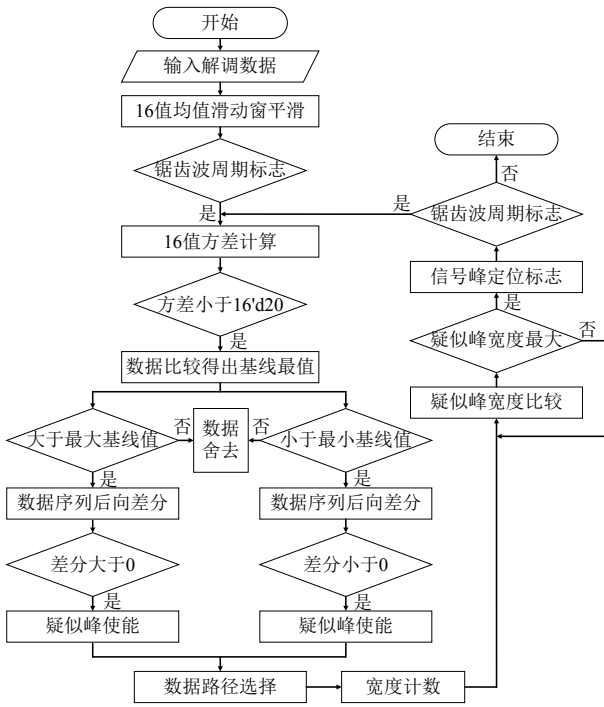 开始
输入解调数据
16值均值滑动窗平滑
锯齿波周期标志
是
16值方差计算
方差小于16'd20
是
数据比较得出基线最值
大于最大基线值
否
数据
舍去
否
小于最小基线值
是
是
数据序列后向差分
数据序列后向差分
差分大于0
差分小于0
是
是
疑似峰使能
疑似峰使能
数据路径选择
宽度计数
疑似峰宽度比较
疑似峰宽度最大
否
是
信号峰定位标志
锯齿波周期标志
是
否
结束